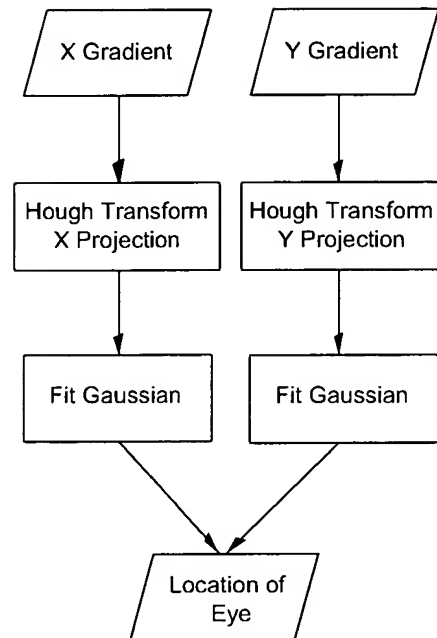 X Gradient
Y Gradient
Hough Transform
X Projection
Hough Transform
Y Projection
Fit Gaussian
Fit Gaussian
Location of
Eye